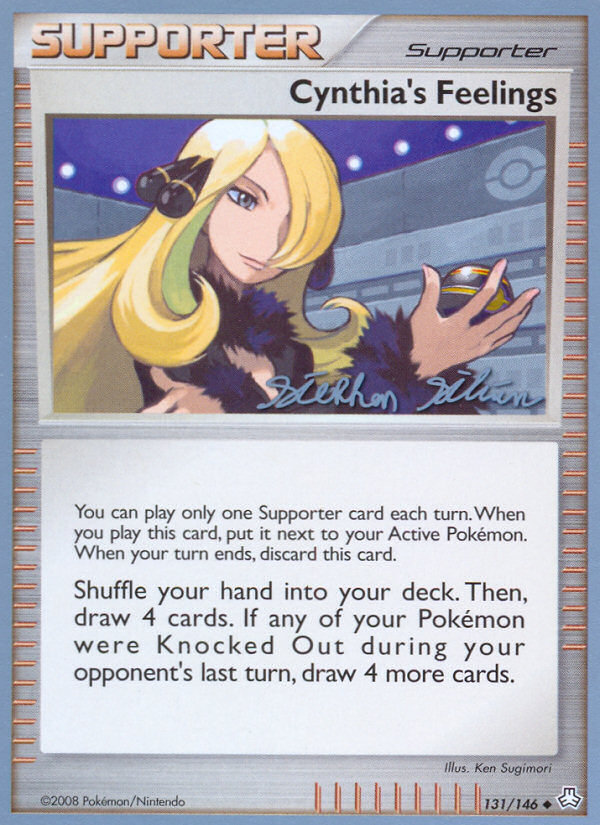 SUPPORTER
Supporter
Cynthia's Feelings
Stephen Silvestro
You can play only one Supporter card each turn. When
you play this card, put it next to your Active Pokémon.
When your turn ends, discard this card.
Shuffle your hand into your deck. Then,
draw 4 cards. If any of your Pokémon
were Knocked Out during your
opponent's last turn, draw 4 more cards.
Illus. Ken Sugimori
©2008 Pokémon/Nintendo
131/146